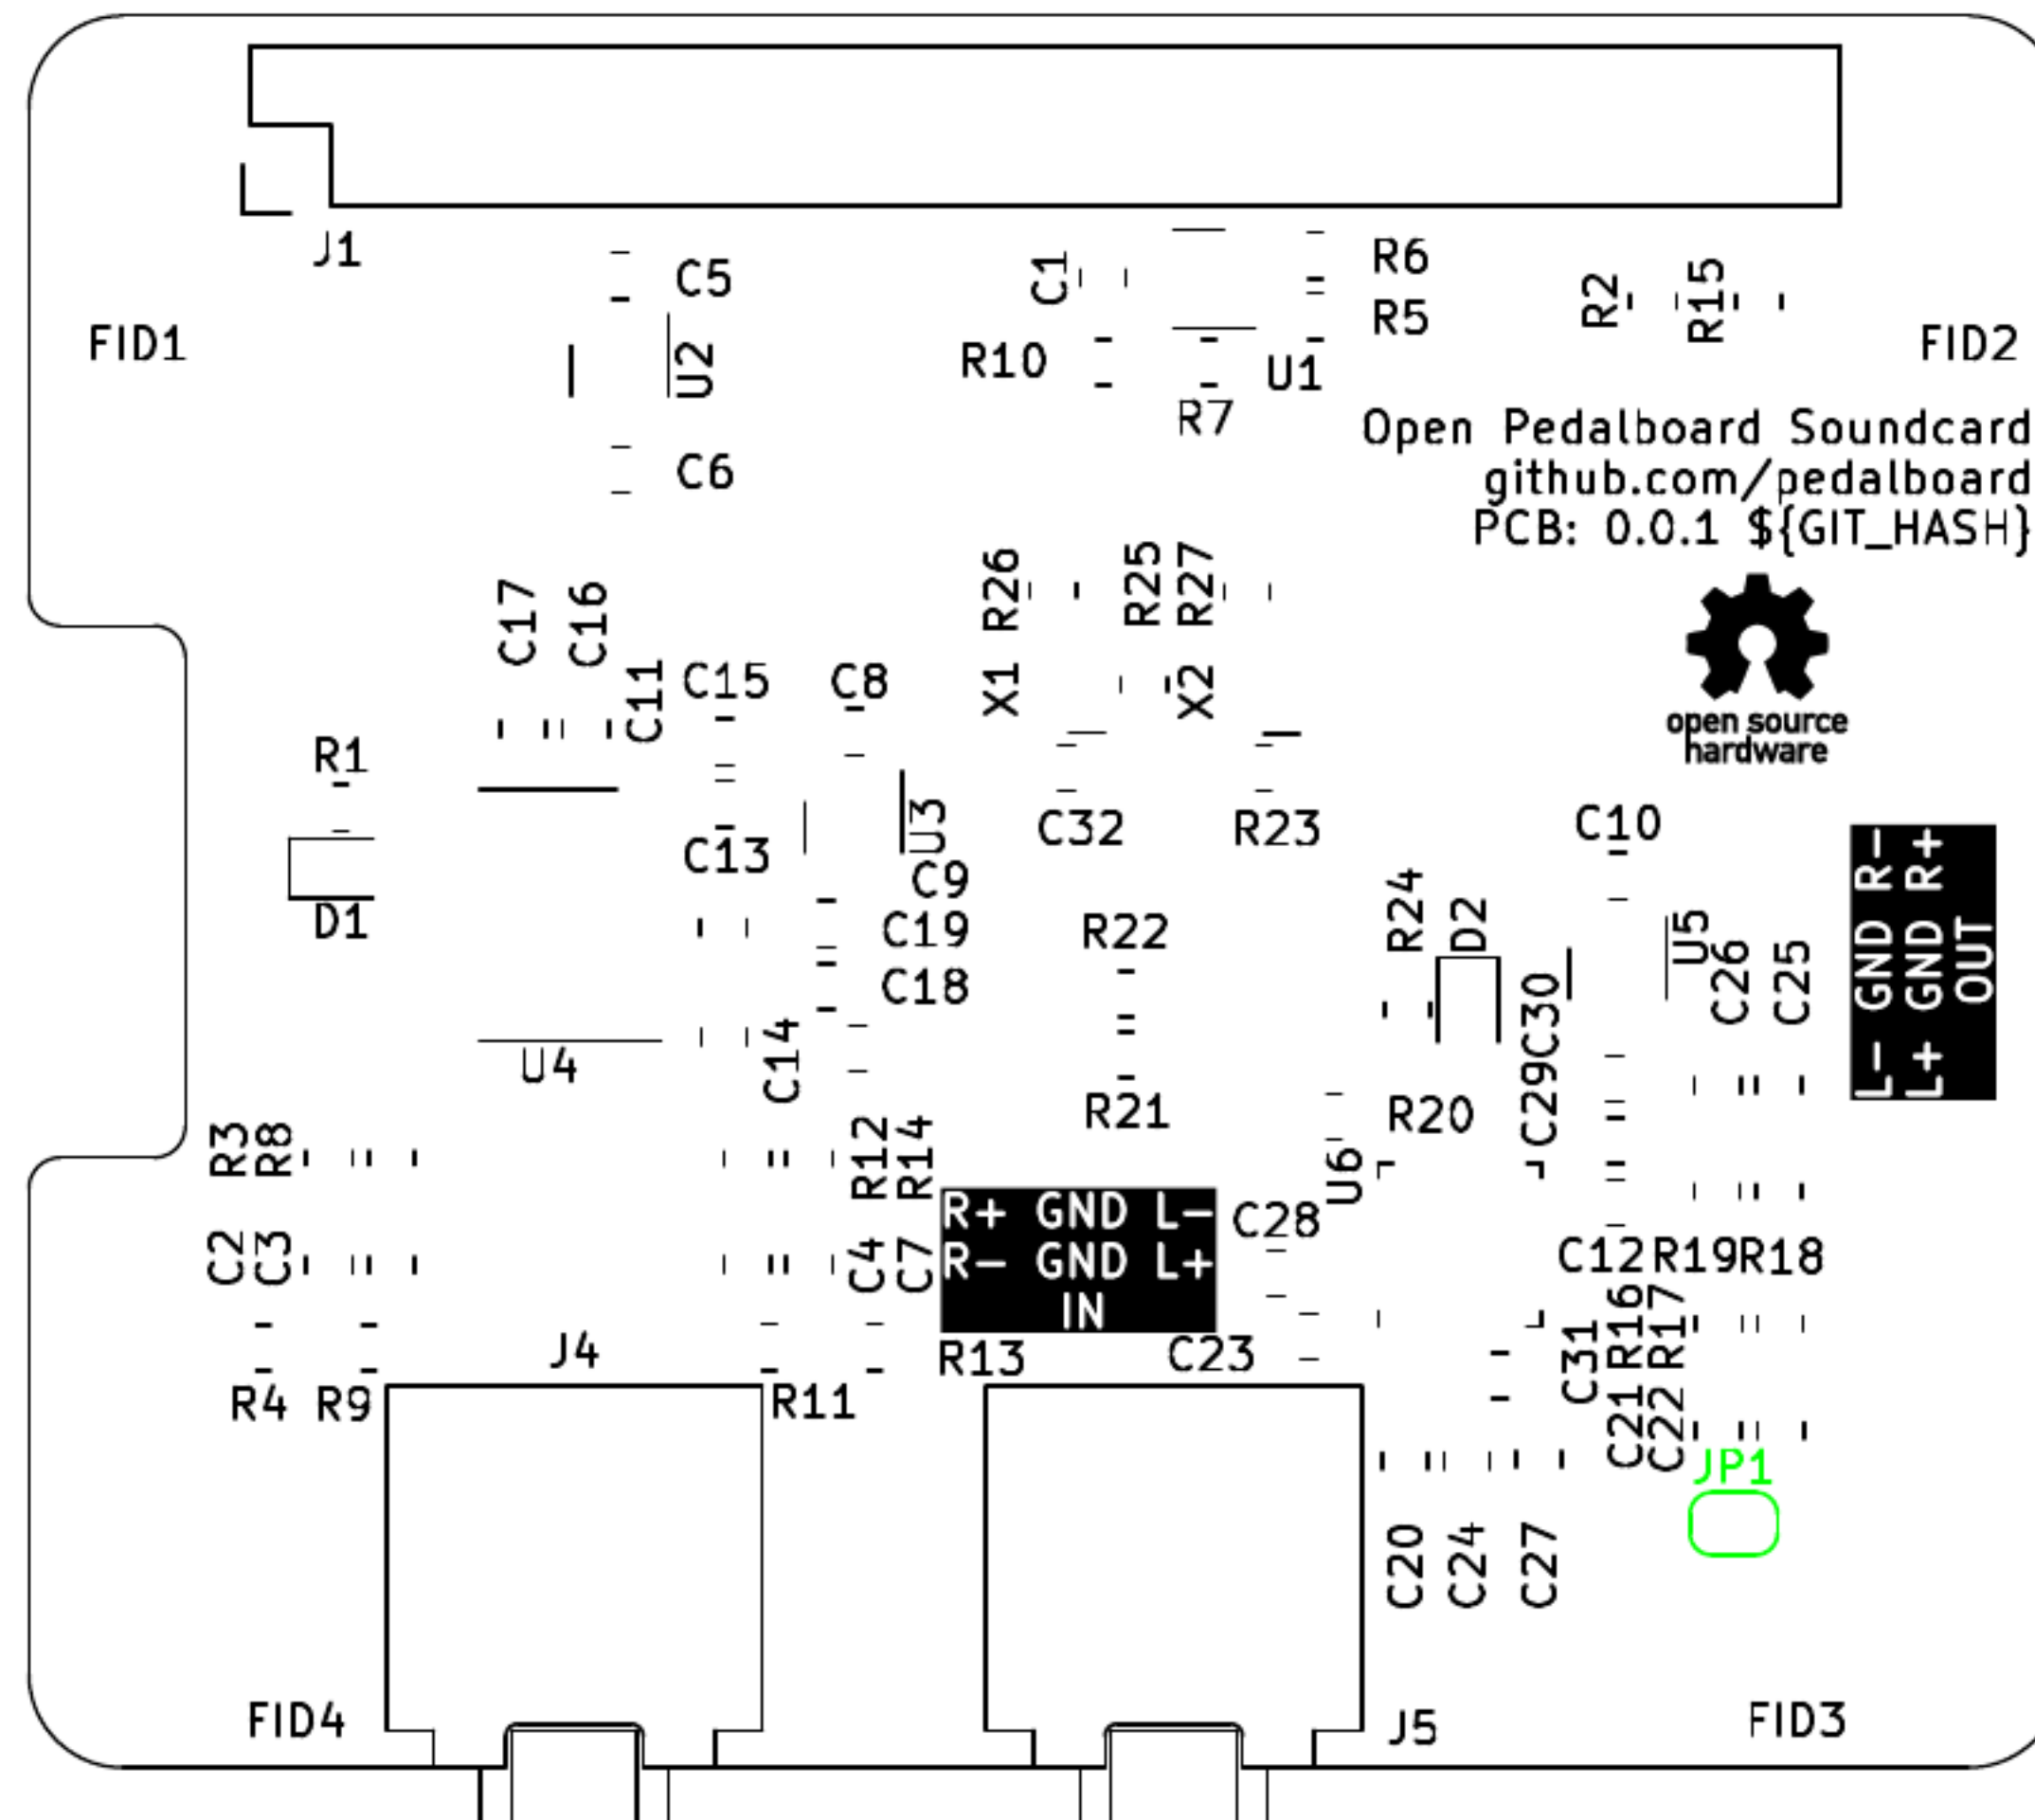 J1
C5
C1
R6
R5
R2
R15
FID1
U2
R10
U1
R7
FID2
C6
Open Pedalboard Soundcard
github.com/pedalboard
PCB: 0.0.1 ${GIT_HASH}
C17
C16
C11
C15
C8
R26
R25
R27
X1
X2
open source
hardware
R1
D1
C13
U3
C9
C32
R23
C10
C19
C18
R22
R24
D2
U5
C26
C25
L- GND R-
L+ GND R+
OUT
U4
C14
R21
R20
C29
C30
R3
R8
R12
R14
U6
C2
C3
C4
C7
R+ GND L-
R- GND L+
IN
C28
C12
R19
R18
R4
R9
J4
R11
R13
C23
C31
R16
R17
C21
C22
JP1
C20
C24
C27
FID4
J5
FID3